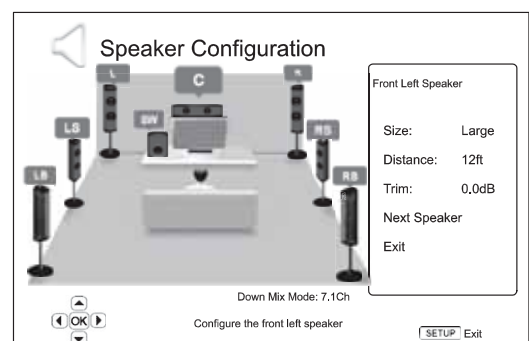 Speaker Configuration
L
C
R
SW
LS
RS
LB
RB
Front Left Speaker
Size: Large
Distance: 12ft
Trim: 0.0dB
Next Speaker
Exit
Down Mix Mode: 7.1Ch
OK
Configure the front left speaker
SETUP Exit